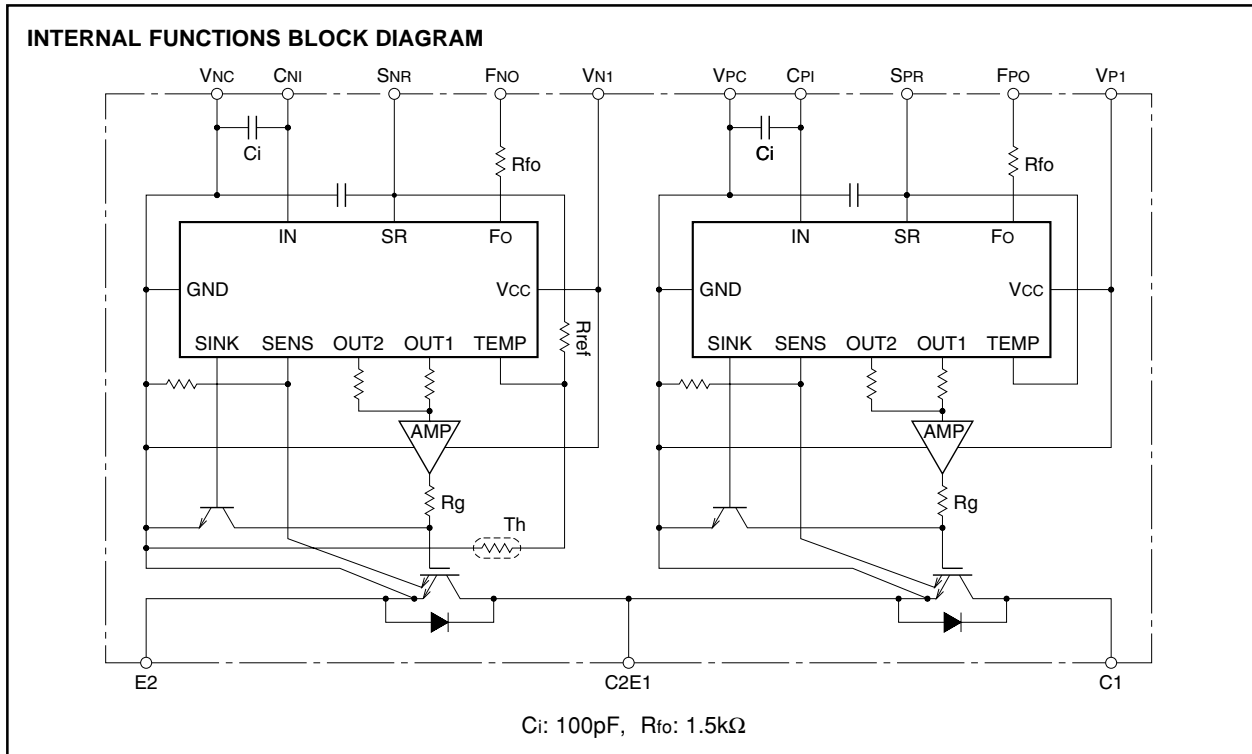 INTERNAL FUNCTIONS BLOCK DIAGRAM
VNC CNI SNR FNO VN1 VPC CPI SPR FPO VP1
Ci Rfo Ci Rfo
IN SR FO IN SR FO
GND VCC GND VCC
Rref
SINK SENS OUT2 OUT1 TEMP SINK SENS OUT2 OUT1 TEMP
AMP AMP
Rg Rg
Th
E2 C2E1 C1
Ci: 100pF, Rfo: 1.5kΩ